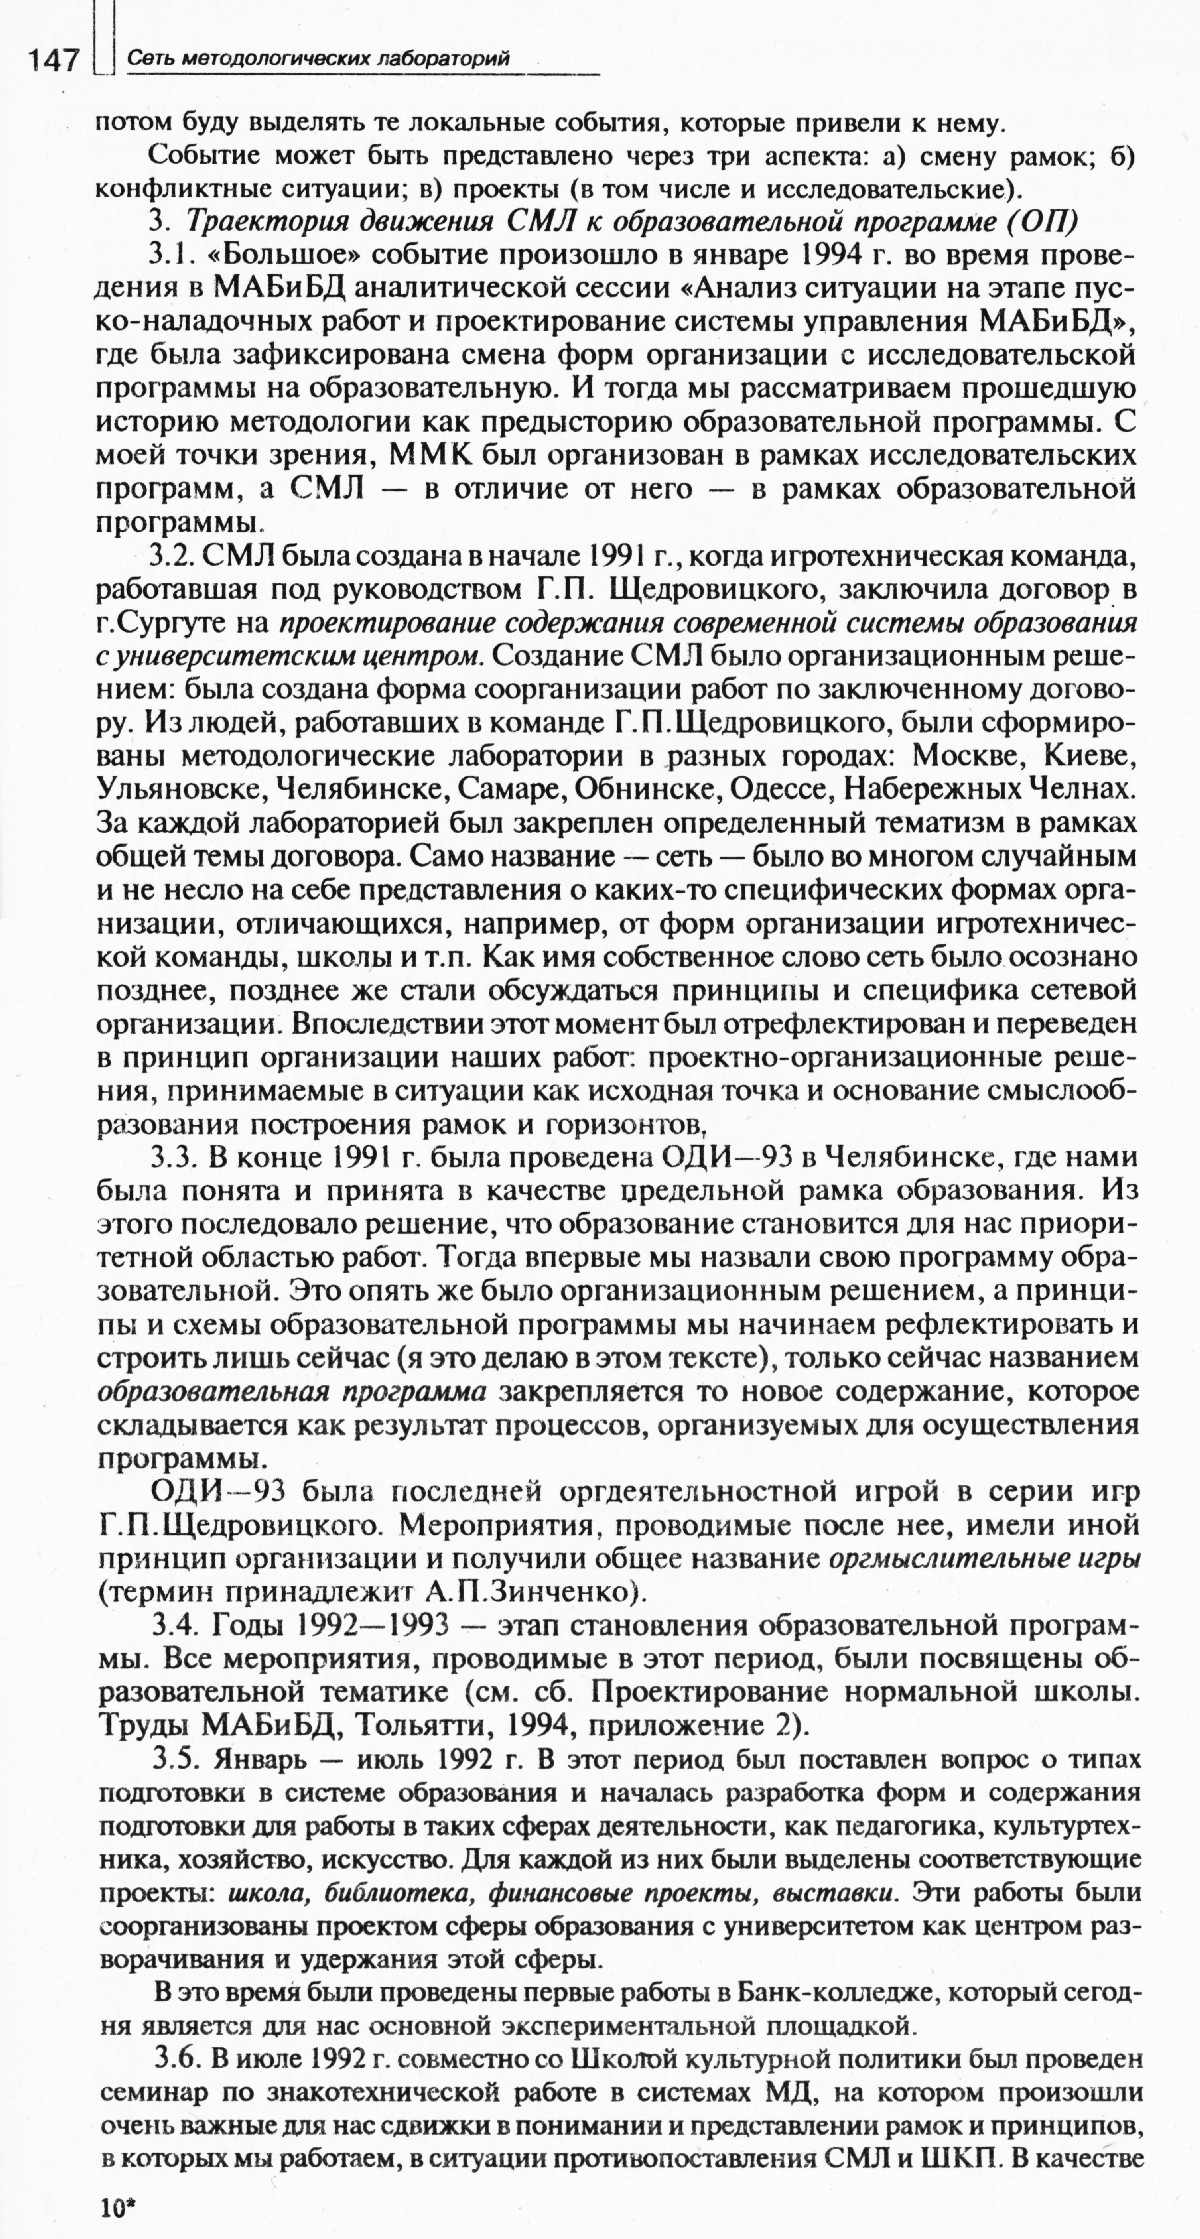 147
Сеть методологических лабораторий
потом буду выделять те локальные события, которые привели к нему.
Событие может быть представлено через три аспекта: а) смену рамок; б)
конфликтные ситуации; в) проекты (в том числе и исследовательские).
3. Траектория движения СМЛ к образовательной программе (ОП)
3.1. «Большое» событие произошло в январе 1994 г. во время прове-
дения в МАБиБД аналитической сессии «Анализ ситуации на этапе пус-
ко-наладочных работ и проектирование системы управления МАБиБД»,
где была зафиксирована смена форм организации с исследовательской
программы на образовательную. И тогда мы рассматриваем прошедшую
историю методологии как предысторию образовательной программы. С
моей точки зрения, ММК был организован в рамках исследовательских
программ, а СМЛ — в отличие от него — в рамках образовательной
программы.
3.2. СМЛ была создана в начале 1991 г., когда игротехническая команда,
работавшая под руководством Г.П. Щедровицкого, заключила договор в
г.Сургуте на проектирование содержания современной системы образования
с университетским центром. Создание СМЛ было организационным реше-
нием: была создана форма соорганизации работ по заключенному догово-
ру. Из людей, работавших в команде Г.П.Щедровицкого, были сформиро-
ваны методологические лаборатории в разных городах: Москве, Киеве,
Ульяновске, Челябинске, Самаре, Обнинске, Одессе, Набережных Челнах.
За каждой лабораторией был закреплен определенный тематизм в рамках
общей темы договора. Само название — сеть — было во многом случайным
и не несло на себе представления о каких-то специфических формах орга-
низации, отличающихся, например, от форм организации игротехничес-
кой команды, школы и т.п. Как имя собственное слово сеть было осознано
позднее, позднее же стали обсуждаться принципы и специфика сетевой
организации. Впоследствии этот момент был отрефлектирован и переведен
в принцип организации наших работ: проектно-организационные реше-
ния, принимаемые в ситуации как исходная точка и основание смыслооб-
разования построения рамок и горизонтов.
3.3. В конце 1991 г. была проведена ОДИ—93 в Челябинске, где нами
была понята и принята в качестве предельной рамка образования. Из
этого последовало решение, что образование становится для нас приори-
тетной областью работ. Тогда впервые мы назвали свою программу обра-
зовательной. Это опять же было организационным решением, а принци-
пы и схемы образовательной программы мы начинаем рефлектировать и
строить лишь сейчас (я это делаю в этом тексте), только сейчас названием
образовательная программа закрепляется то новое содержание, которое
складывается как результат процессов, организуемых для осуществления
программы.
ОДИ—93 была последней оргдеятельностной игрой в серии игр
Г.П.Щедровицкого. Мероприятия, проводимые после нее, имели иной
принцип организации и получили общее название оргмыслительные игры
(термин принадлежит А.П.Зинченко).
3.4. Годы 1992—1993 — этап становления образовательной програм-
мы. Все мероприятия, проводимые в этот период, были посвящены об-
разовательной тематике (см. сб. Проектирование нормальной школы.
Труды МАБиБД, Тольятти, 1994, приложение 2).
3.5. Январь — июль 1992 г. В этот период был поставлен вопрос о типах
подготовки в системе образования и началась разработка форм и содержания
подготовки для работы в таких сферах деятельности, как педагогика, культуртех-
ника, хозяйство, искусство. Для каждой из них были выделены соответствующие
проекты: школа, библиотека, финансовые проекты, выставки. Эти работы были
соорганизованы проектом сферы образования с университетом как центром раз-
ворачивания и удержания этой сферы.
В это время были проведены первые работы в Банк-колледже, который сегод-
ня является для нас основной экспериментальной площадкой.
3.6. В июле 1992 г. совместно со Школой культурной политики был проведен
семинар по знакотехнической работе в системах МД, на котором произошли
очень важные для нас сдвижки в понимании и представлении рамок и принципов,
в которых мы работаем, в ситуации противопоставления СМЛ и ШКП. В качестве
10*